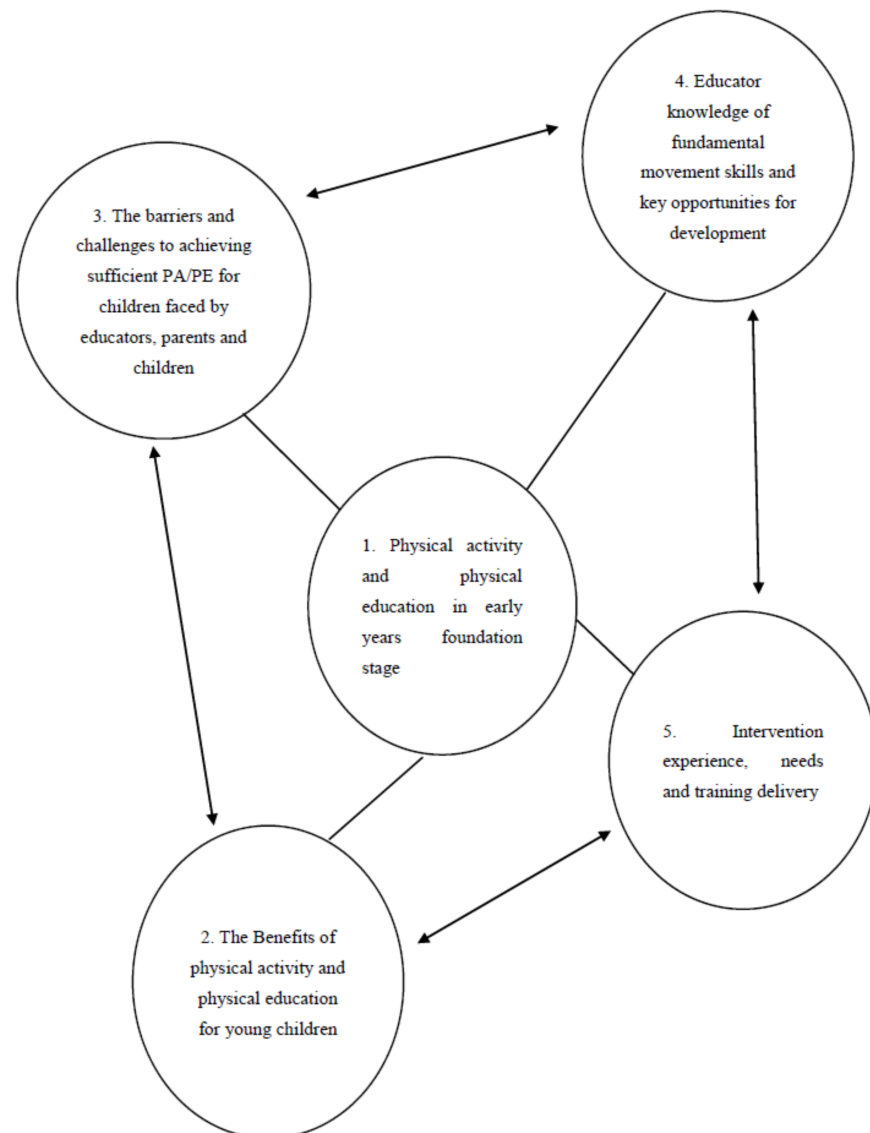 4. Educator
knowledge of
fundamental
movement skills and
key opportunities for
development
3. The barriers and
challenges to achieving
sufficient PA/PE for
children faced by
educators, parents and
children
1. Physical activity
and physical
education in early
years foundation
stage
5. Intervention
experience, needs
and training delivery
2. The Benefits of
physical activity and
physical education
for young children